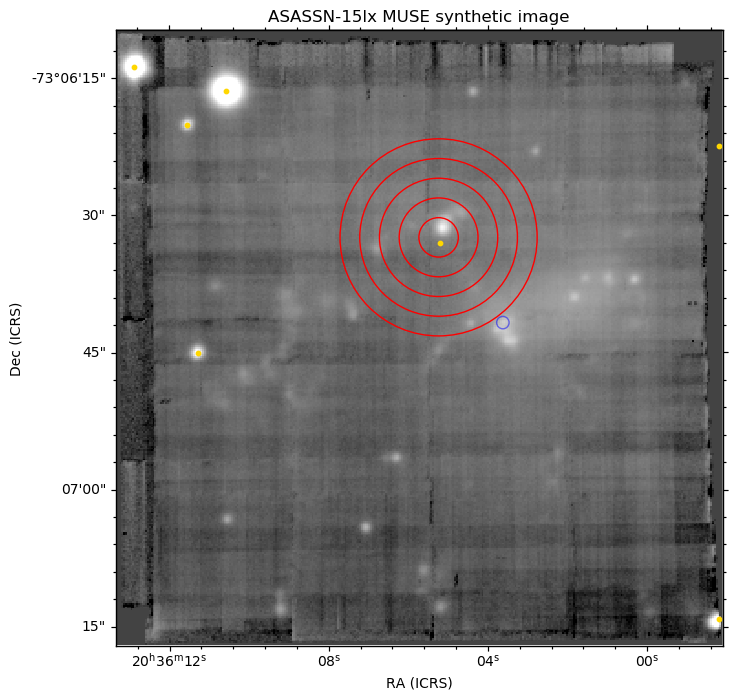 ASASSN-15lx MUSE synthetic image
-73°06'15"
30"
45"
07'00"
15"
Dec (ICRS)
20ʰ36ᵐ12ˢ
08ˢ
04ˢ
00ˢ
RA (ICRS)